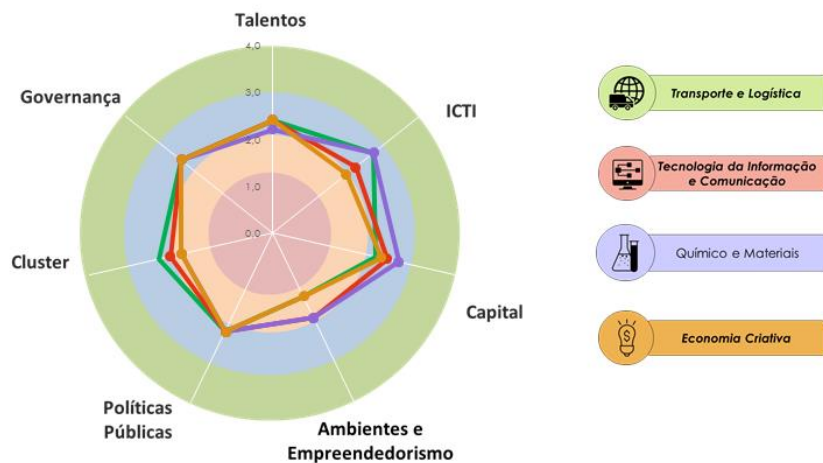 Talentos
4,0
3,0
2,0
1,0
0,0
Governança
ICTI
Cluster
Capital
Políticas
Públicas
Ambientes e
Empreendedorismo
Transporte e Logística
Tecnologia da Informação
e Comunicação
Químico e Materiais
$
Economia Criativa